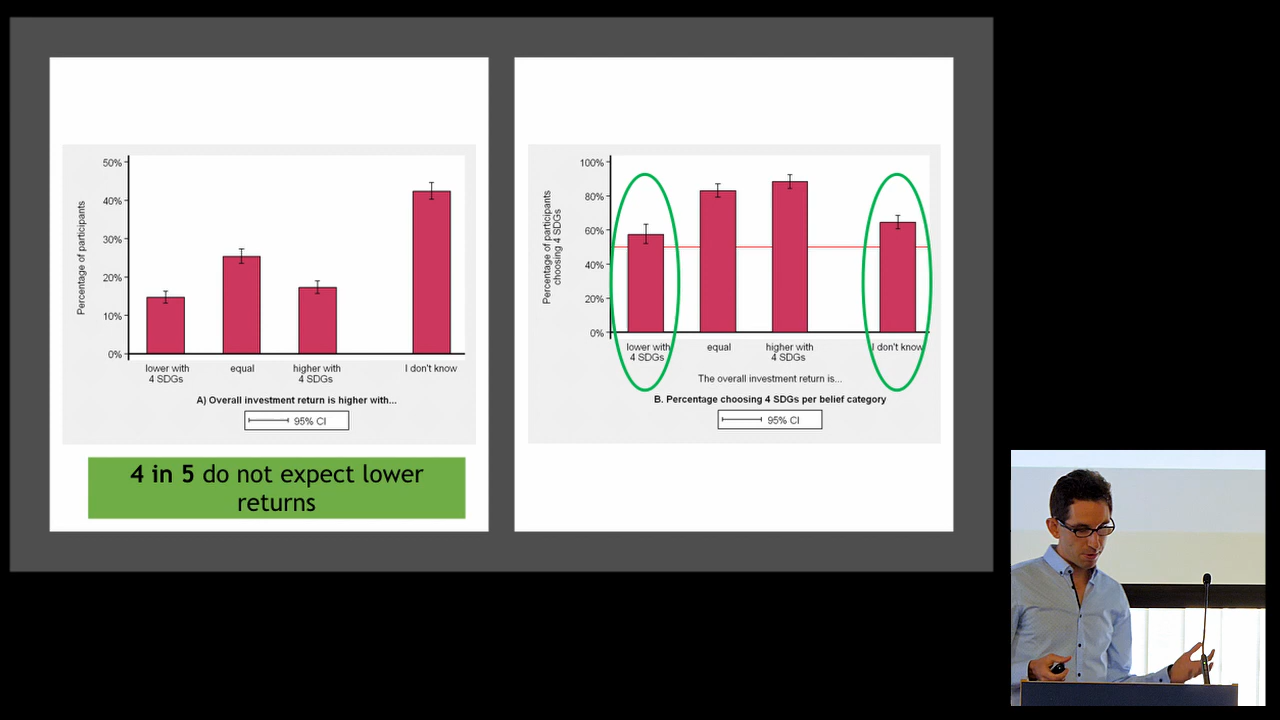 50%
40%
30%
20%
10%
0%
Percentage of participants
lower with
4 SDGs
equal
higher with
4 SDGs
I don't know
A) Overall investment return is higher with...
95% CI
4 in 5 do not expect lower
returns
100%
80%
60%
40%
20%
0%
Percentage of participants
choosing 4 SDGs
lower with
4 SDGs
equal
higher with
4 SDGs
I don't know
The overall investment return is...
B. Percentage choosing 4 SDGs per belief category
95% CI